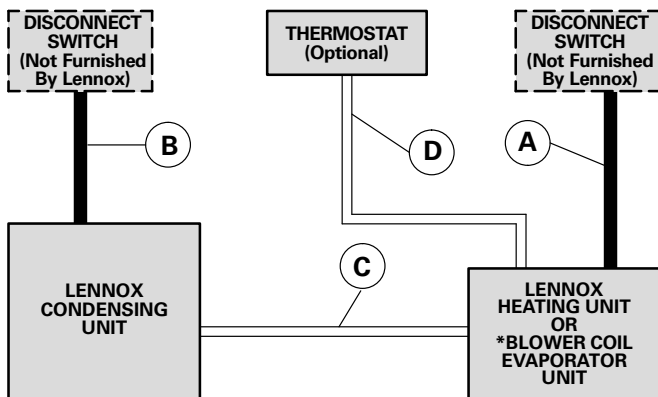 DISCONNECT
SWITCH
(Not Furnished
By Lennox)
THERMOSTAT
(Optional)
DISCONNECT
SWITCH
(Not Furnished
By Lennox)
B
D
A
C
LENNOX
CONDENSING
UNIT
LENNOX
HEATING UNIT
OR
*BLOWER COIL
EVAPORATOR
UNIT